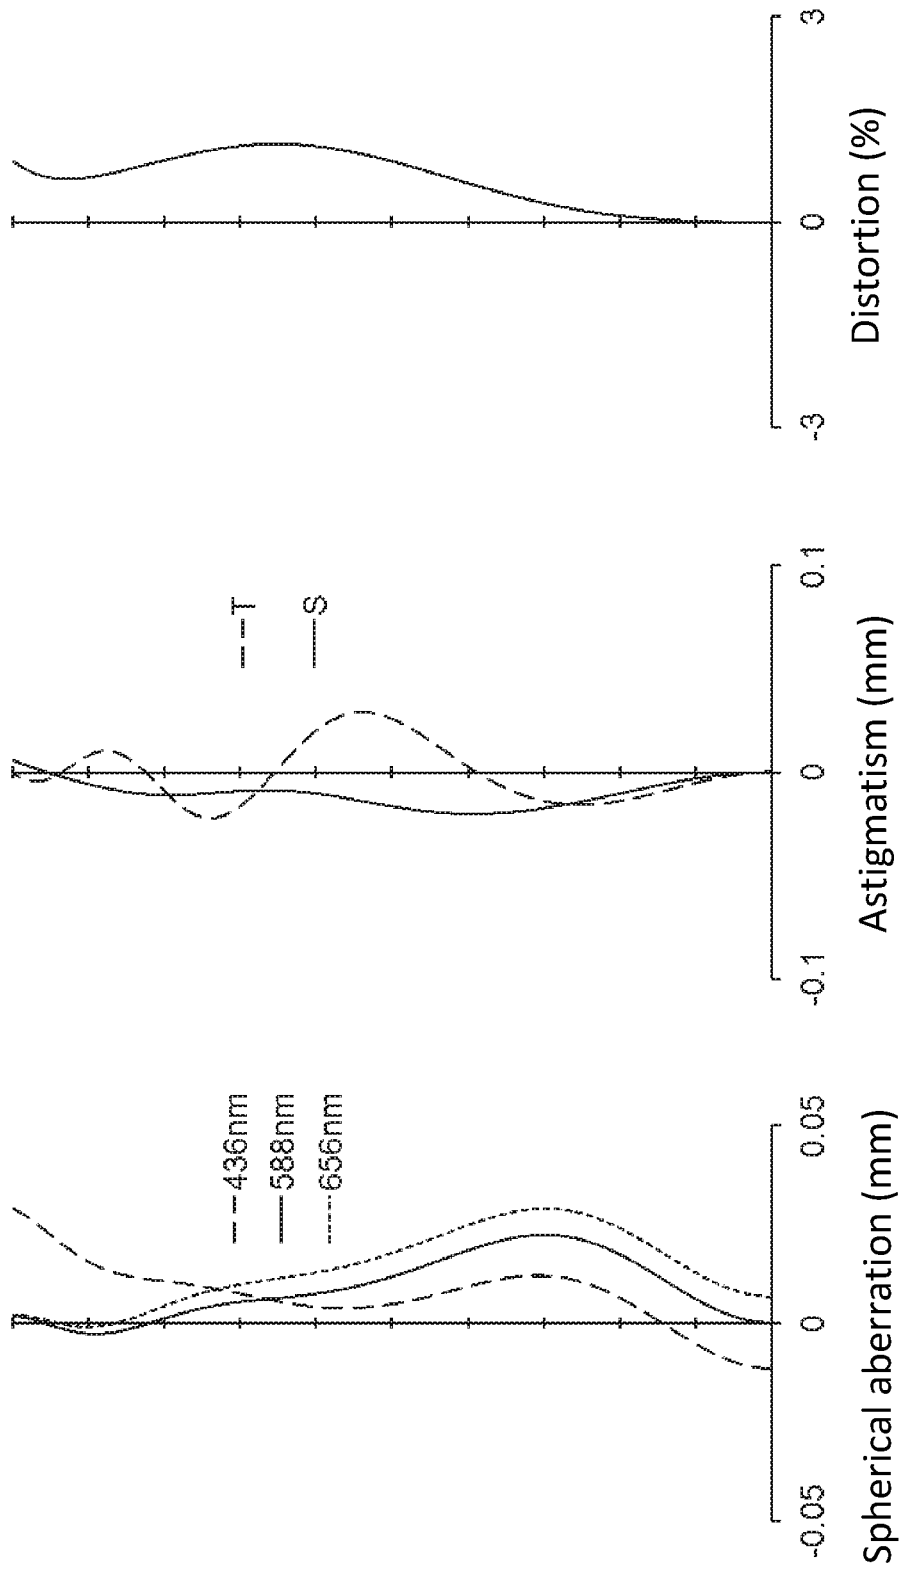 436nm
588nm
656nm
-0.05
0
0.05
Spherical aberration (mm)
T
S
-0.1
0
0.1
Astigmatism (mm)
-3
0
3
Distortion (%)